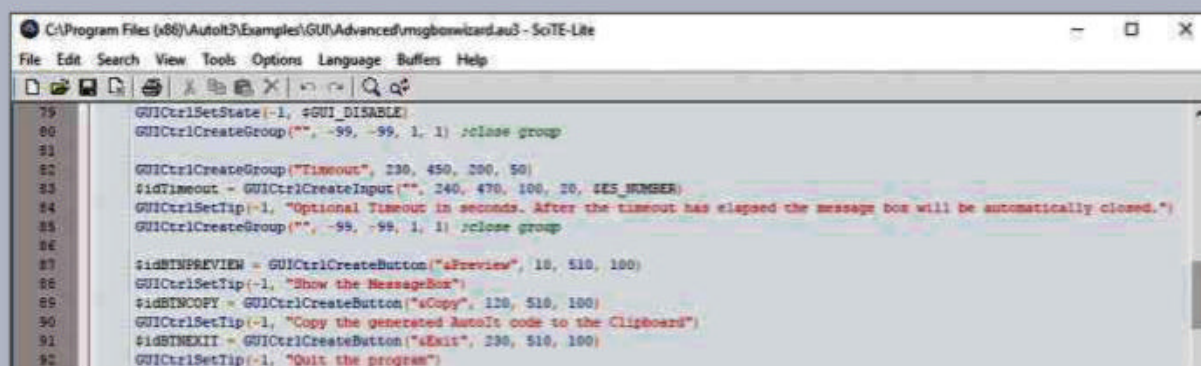 C:\Program Files (x86)\AutoIt3\Examples\GUI\Advanced\msgboxwizard.au3 - SciTE-Lite
File Edit Search View Tools Options Language Buffers Help
79 GUICtrlSetState(-1, $GUI_DISABLE)
80 GUICtrlCreateGroup("", -99, -99, 1, 1) ;close group
81
82 GUICtrlCreateGroup("Timeout", 230, 450, 200, 50)
83 $idTimeout = GUICtrlCreateInput("", 240, 470, 100, 20, $ES_NUMBER)
84 GUICtrlSetTip(-1, "Optional Timeout in seconds. After the timeout has elapsed the message box will be automatically closed.")
85 GUICtrlCreateGroup("", -99, -99, 1, 1) ;close group
86
87 $idBTNPREVIEW = GUICtrlCreateButton("&Preview", 10, 510, 100)
88 GUICtrlSetTip(-1, "Show the MessageBox")
89 $idBTNCOPY = GUICtrlCreateButton("&Copy", 120, 510, 100)
90 GUICtrlSetTip(-1, "Copy the generated AutoIt code to the Clipboard")
91 $idBTNEXIT = GUICtrlCreateButton("&Exit", 230, 510, 100)
92 GUICtrlSetTip(-1, "Quit the program")